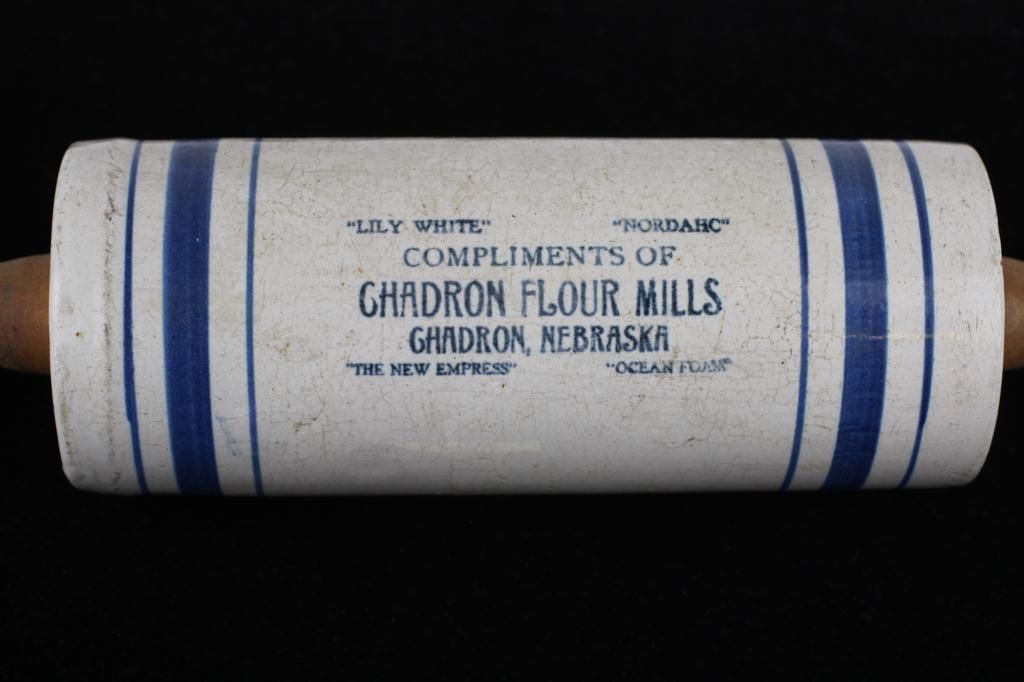 "LILY WHITE" "NORDAHC"
COMPLIMENTS OF
CHADRON FLOUR MILLS
CHADRON, NEBRASKA
"THE NEW EMPRESS" "OCEAN FOAM"